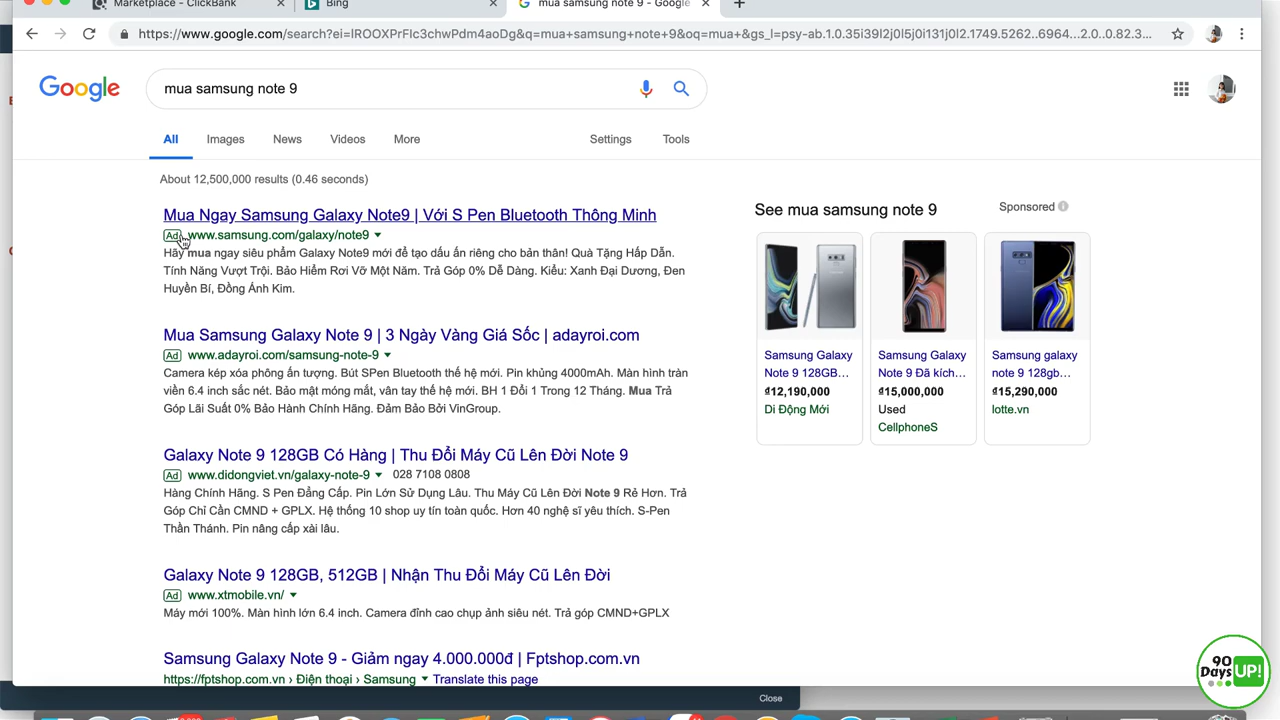 Marketplace - ClickBank
Bing
mua samsung note 9 - Google
https://www.google.com/search?ei=lROOXPrFIc3chwPdm4aoDg&q=mua+samsung+note+9&oq=mua+&gs_l=psy-ab.1.0.35i39l2j0l5j0i131j0l2.1749.5262..6964...2.0..0.82.3...
Google
mua samsung note 9
All
Images
News
Videos
More
Settings
Tools
About 12,500,000 results (0.46 seconds)
Mua Ngay Samsung Galaxy Note9 | Với S Pen Bluetooth Thông Minh
Ad www.samsung.com/galaxy/note9
Hãy mua ngay siêu phẩm Galaxy Note9 mới để tạo dấu ấn riêng cho bản thân! Quà Tặng Hấp Dẫn.
Tính Năng Vượt Trội. Bảo Hiểm Rơi Vỡ Một Năm. Trả Góp 0% Dễ Dàng. Kiểu: Xanh Đại Dương, Đen
Huyền Bí, Đồng Ánh Kim.
Mua Samsung Galaxy Note 9 | 3 Ngày Vàng Giá Sốc | adayroi.com
Ad www.adayroi.com/samsung-note-9
Camera kép xóa phông ấn tượng. Bút SPen Bluetooth thế hệ mới. Pin khủng 4000mAh. Màn hình tràn
viền 6.4 inch sắc nét. Bảo mật móng mắt, vân tay thế hệ mới. BH 1 Đổi 1 Trong 12 Tháng. Mua Trả
Góp Lãi Suất 0% Bảo Hành Chính Hãng. Đảm Bảo Bởi VinGroup.
Galaxy Note 9 128GB Có Hàng | Thu Đổi Máy Cũ Lên Đời Note 9
Ad www.didongviet.vn/galaxy-note-9 028 7108 0808
Hàng Chính Hãng. S Pen Đẳng Cấp. Pin Lớn Sử Dụng Lâu. Thu Máy Cũ Lên Đời Note 9 Rẻ Hơn. Trả
Góp Chỉ Cần CMND + GPLX. Hệ thống 10 shop uy tín toàn quốc. Hơn 40 nghệ sĩ yêu thích. S-Pen
Thần Thánh. Pin nâng cấp xài lâu.
Galaxy Note 9 128GB, 512GB | Nhận Thu Đổi Máy Cũ Lên Đời
Ad www.xtmobile.vn/
Máy mới 100%. Màn hình lớn 6.4 inch. Camera đỉnh cao chụp ảnh siêu nét. Trả góp CMND+GPLX
Samsung Galaxy Note 9 - Giảm ngay 4.000.000đ | Fptshop.com.vn
https://fptshop.com.vn › Điện thoại › Samsung Translate this page
See mua samsung note 9
Sponsored
Samsung Galaxy
Note 9 128GB...
₫12,190,000
Di Động Mới
Samsung Galaxy
Note 9 Đã kích...
₫15,000,000
Used
CellphoneS
Samsung galaxy
note 9 128gb...
₫15,290,000
lotte.vn
90
Days UP!
Close